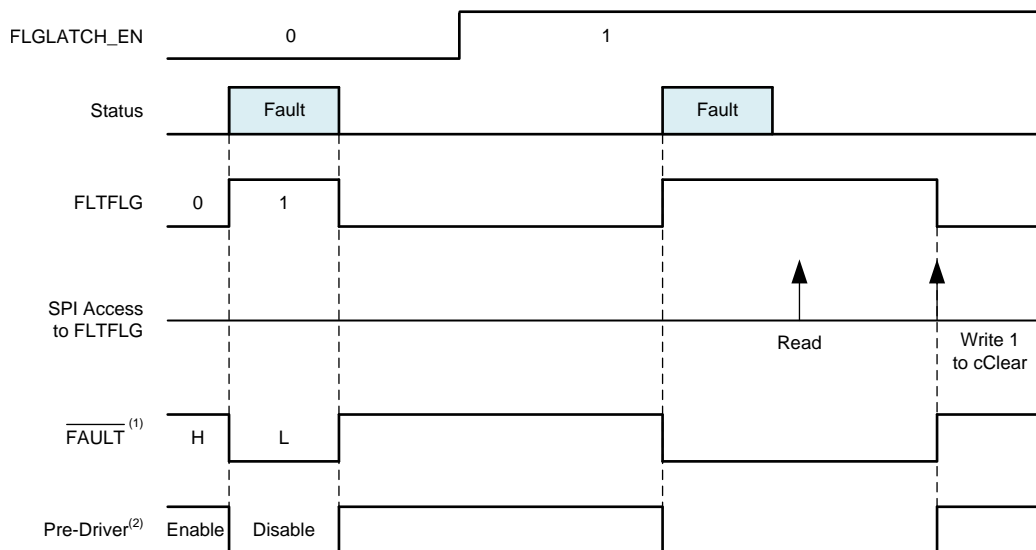 FLGLATCH_EN 0 1
Status Fault Fault
FLTFLG 0 1
SPI Access
to FLTFLG
Read
Write 1
to cClear
FAULT (1) H L
Pre-Driver(2) Enable Disable